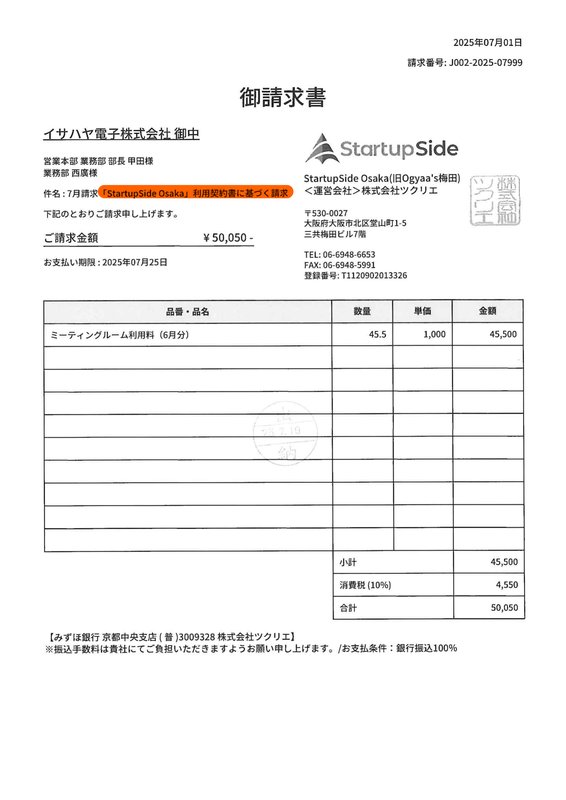 2025年07月01日
請求番号: J002-2025-07999
御請求書
イサハヤ電子株式会社 御中
営業本部 業務部 部長 甲田様
業務部 西廣様
件名 : 7月請求「StartupSide Osaka」利用契約書に基づく請求
下記のとおりご請求申し上げます。
ご請求金額 ¥ 50,050 -
お支払い期限 : 2025年07月25日
StartupSide
StartupSide Osaka(旧Ogyaa's梅田)
＜運営会社＞株式会社ツクリエ
株式会社ツクリエ
〒530-0027
大阪府大阪市北区堂山町1-5
三共梅田ビル7階
TEL: 06-6948-6653
FAX: 06-6948-5991
登録番号: T1120902013326
品番・品名 数量 単価 金額
ミーティングルーム利用料（6月分） 45.5 1,000 45,500
出
納
小計 45,500
消費税 (10%) 4,550
合計 50,050
【みずほ銀行 京都中央支店 ( 普 )3009328 株式会社ツクリエ】
※振込手数料は貴社にてご負担いただきますようお願い申し上げます。/お支払条件：銀行振込100%